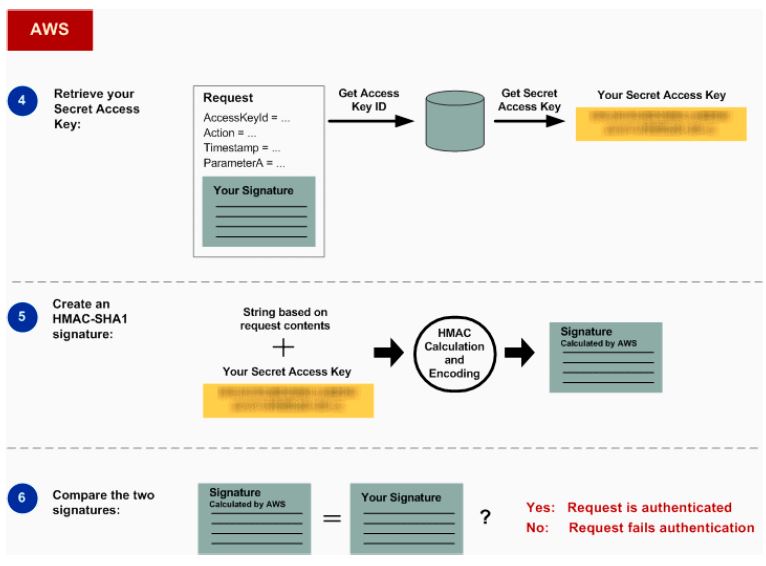 AWS
4
Retrieve your
Secret Access
Key:
Request
AccessKeyId = ...
Action = ...
Timestamp = ...
ParameterA = ...
Your Signature
Get Access
Key ID
Get Secret
Access Key
Your Secret Access Key
5
Create an
HMAC-SHA1
signature:
String based on
request contents
+
Your Secret Access Key
HMAC
Calculation
and
Encoding
Signature
Calculated by AWS
6
Compare the two
signatures:
Signature
Calculated by AWS
=
Your Signature
?
Yes: Request is authenticated
No: Request fails authentication